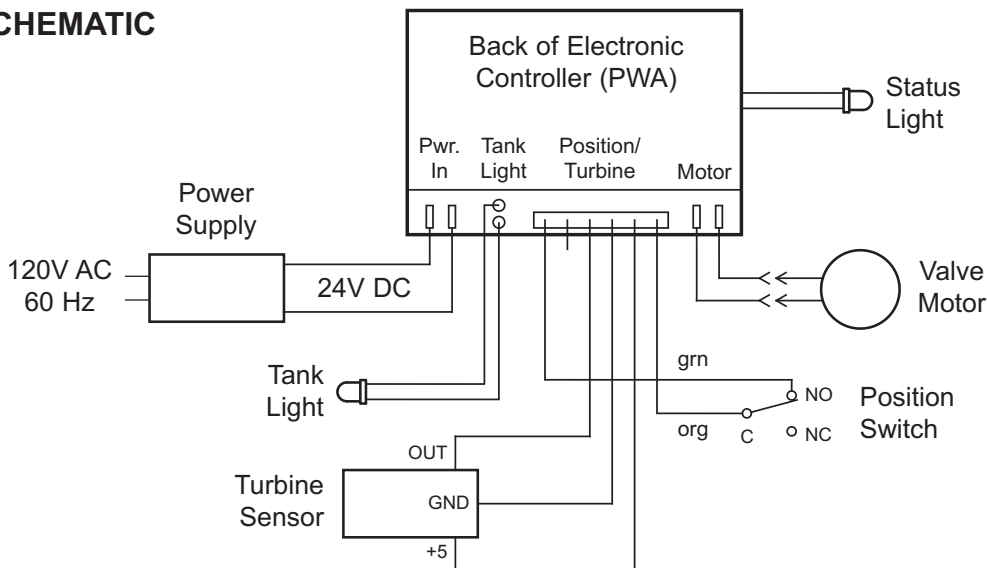 CHEMATIC
Back of Electronic
Controller (PWA)
Status
Light
Pwr.
In
Tank
Light
Position/
Turbine
Motor
Power
Supply
120V AC
60 Hz
24V DC
Valve
Motor
Tank
Light
grn
org
C
NO
NC
Position
Switch
OUT
GND
+5
Turbine
Sensor